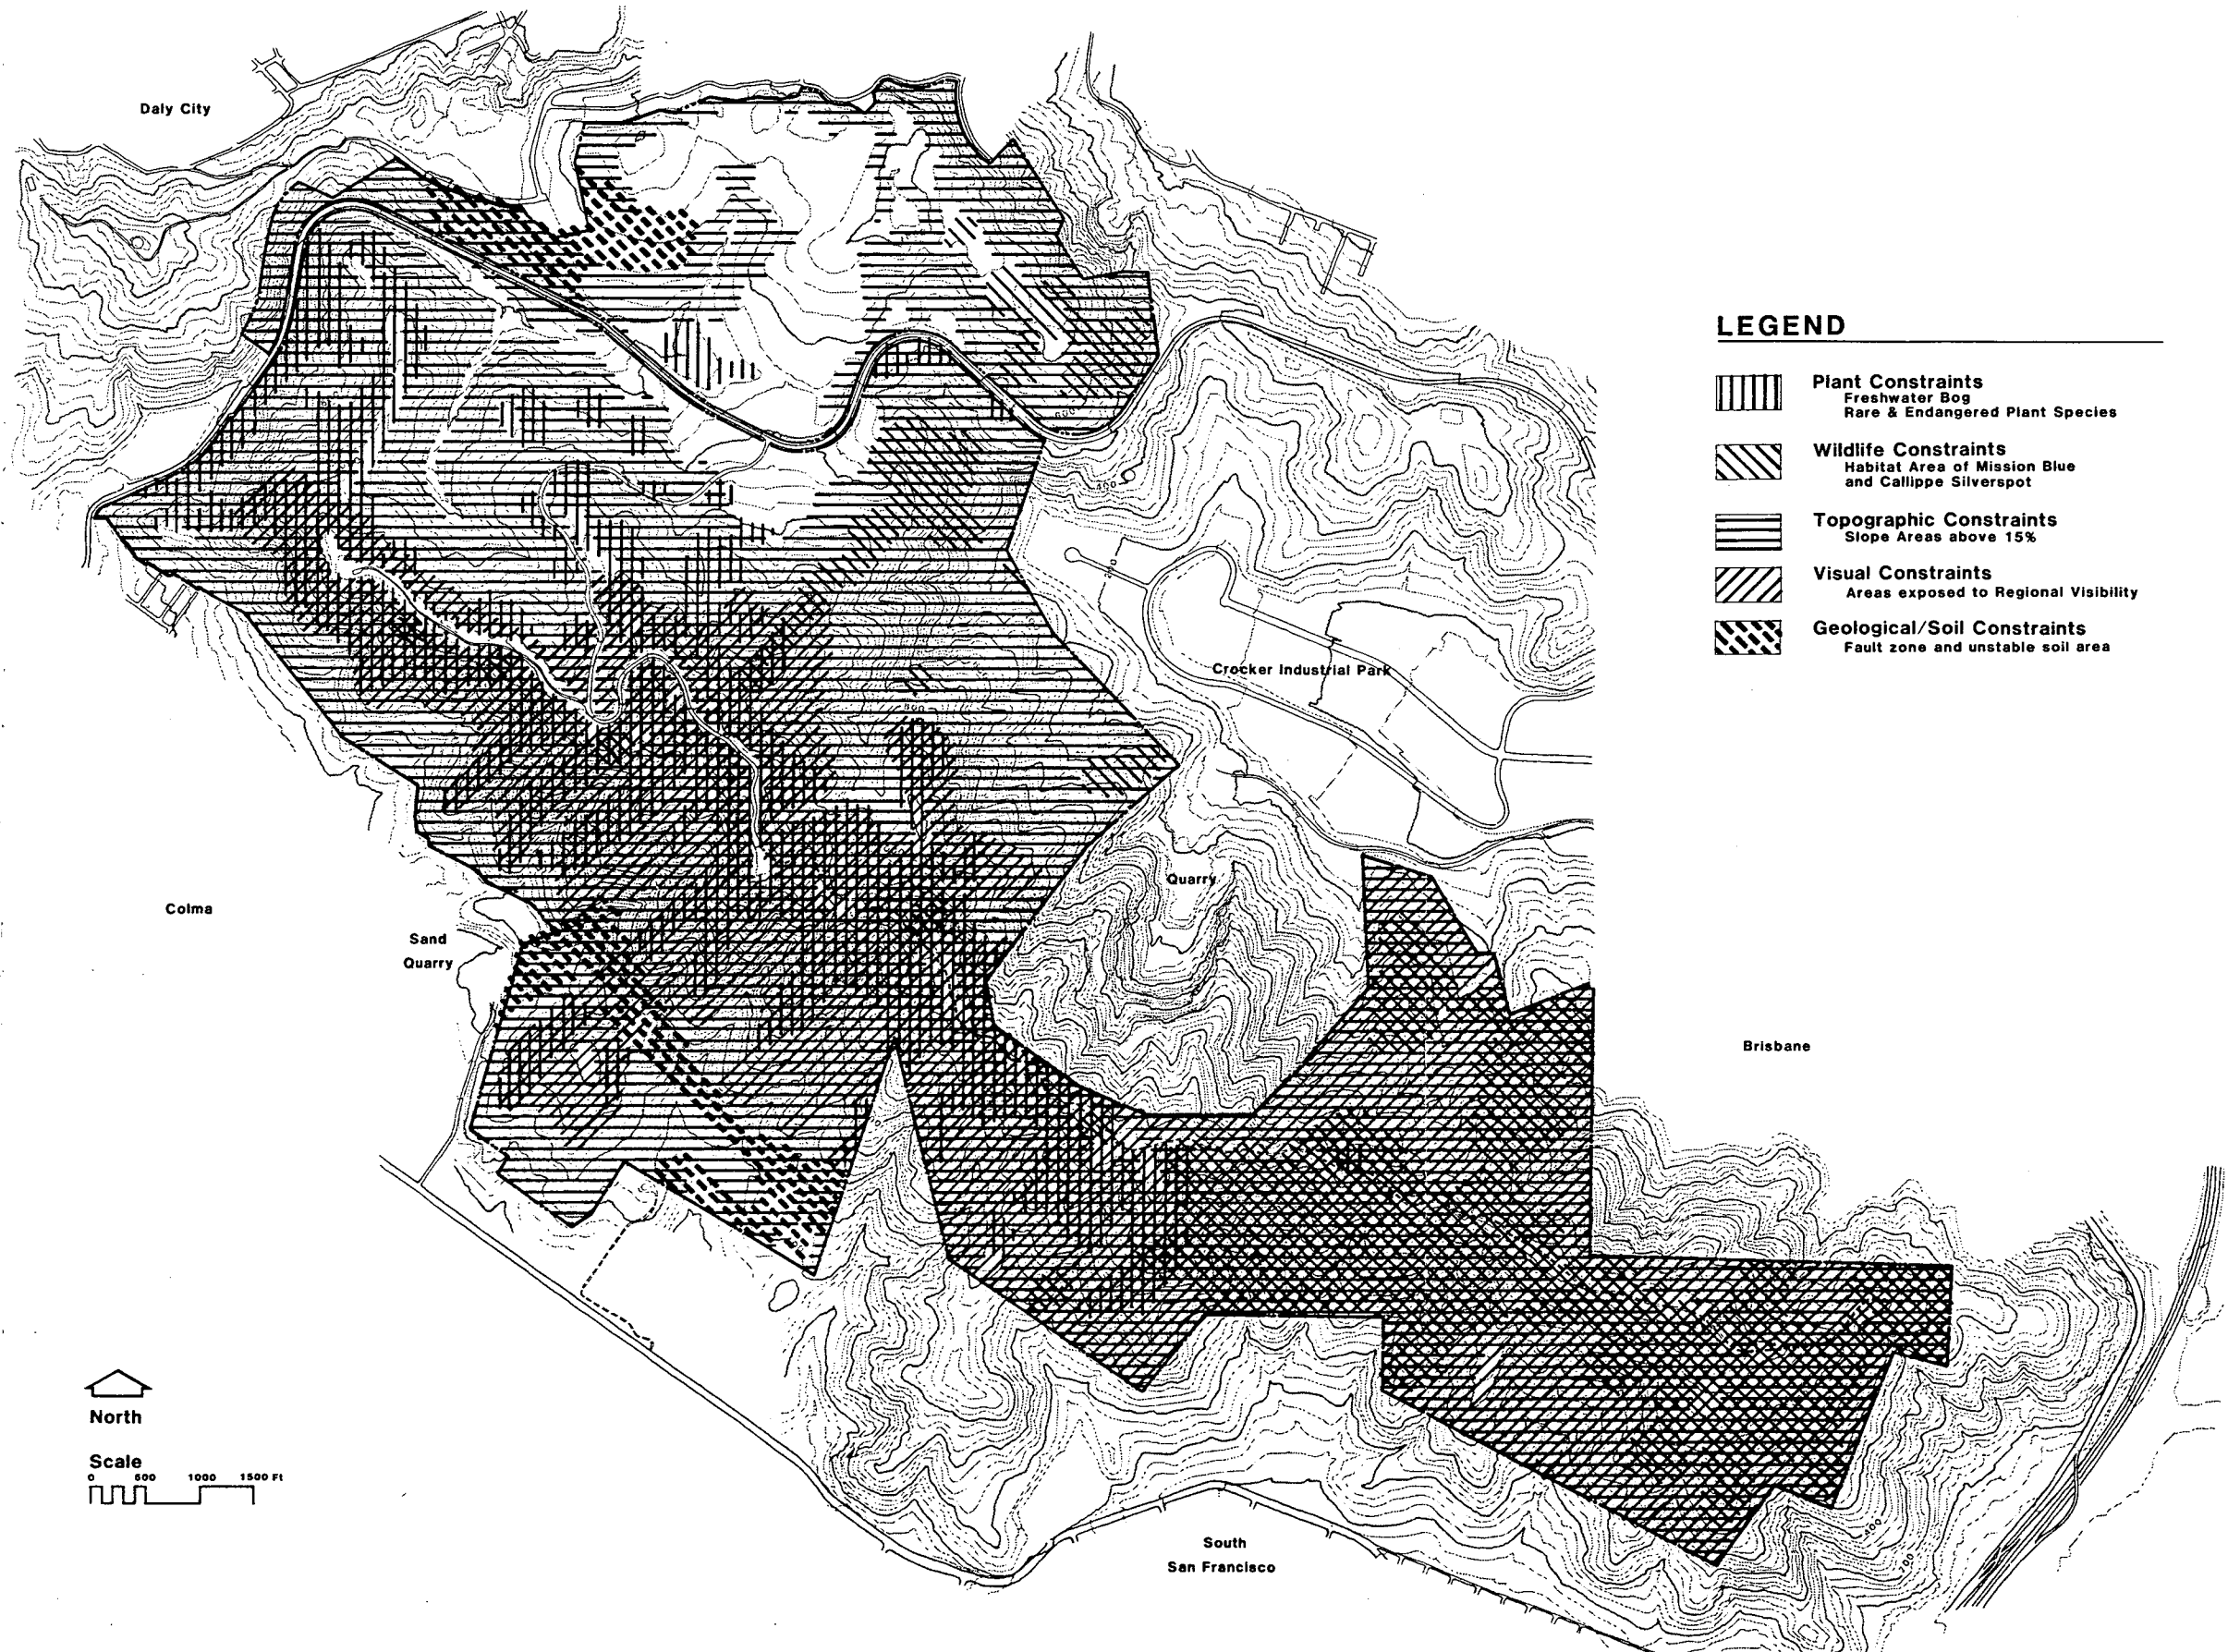 Daly City
LEGEND
Plant Constraints
Freshwater Bog
Rare & Endangered Plant Species
Wildlife Constraints
Habitat Area of Mission Blue
and Callippe Silverspot
Topographic Constraints
Slope Areas above 15%
Visual Constraints
Areas exposed to Regional Visibility
Geological/Soil Constraints
Fault zone and unstable soil area
Crocker Industrial Park
Quarry
Colma
Sand
Quarry
Brisbane
North
Scale
0 500 1000 1500 Ft
South
San Francisco
400